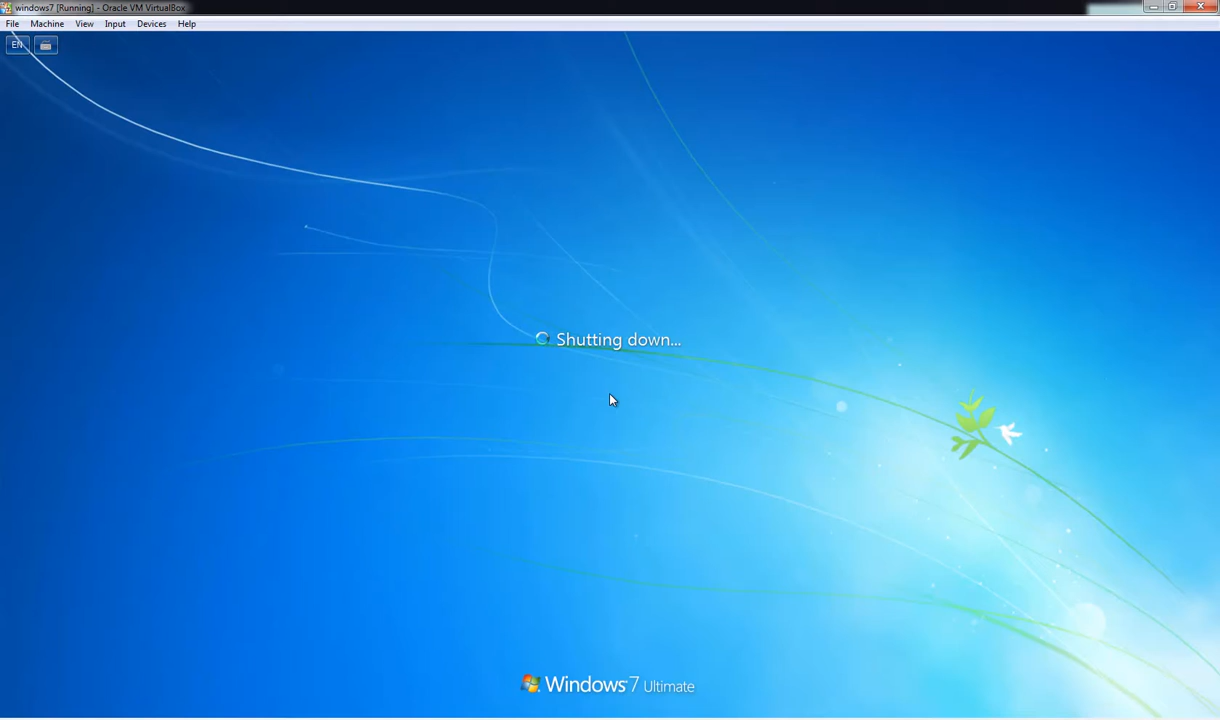 windows7 [Running] - Oracle VM VirtualBox
File Machine View Input Devices Help
EN
Shutting down...
Windows 7 Ultimate